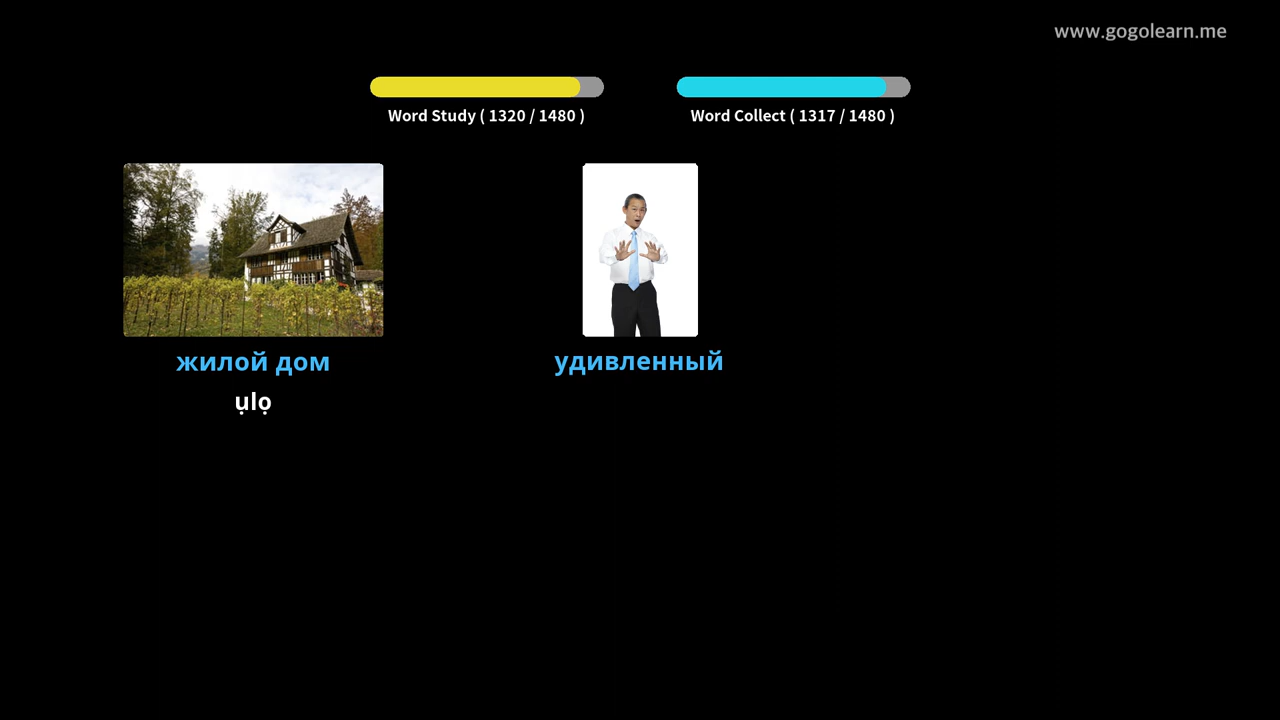 www.gogolearn.me
Word Study ( 1320 / 1480 )
Word Collect ( 1317 / 1480 )
жилой дом
удивленный
ụlọ